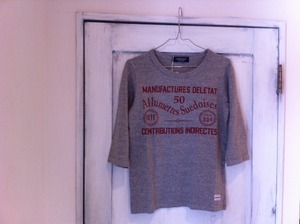 MANUFACTURES DELETAT
50
Allumettes Suedoises
CONTRIBUTIONS INDIRECTES